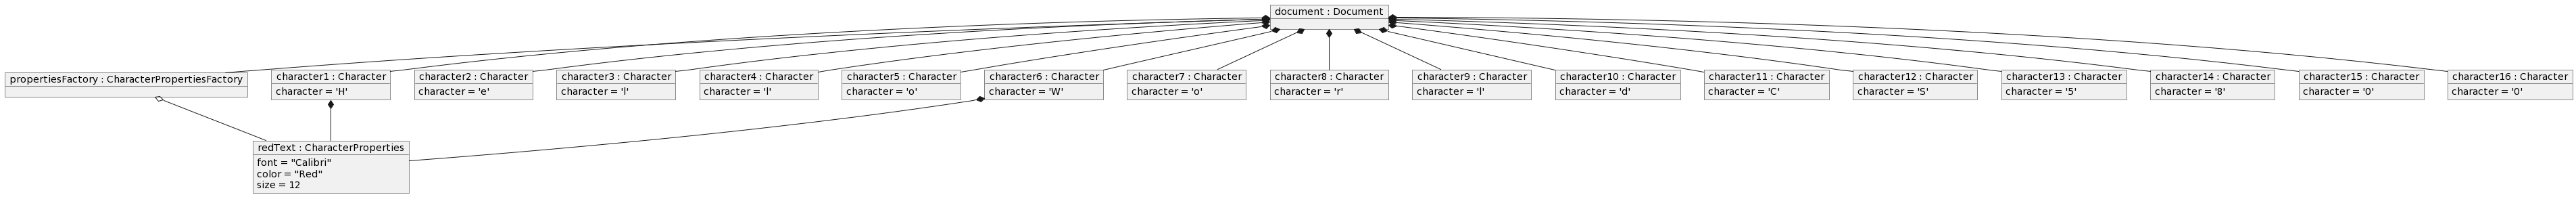 document : Document
propertiesFactory : CharacterPropertiesFactory
character1 : Character
character = 'H'
character2 : Character
character = 'e'
character3 : Character
character = 'l'
character4 : Character
character = 'l'
character5 : Character
character = 'o'
character6 : Character
character = 'W'
character7 : Character
character = 'o'
character8 : Character
character = 'r'
character9 : Character
character = 'l'
character10 : Character
character = 'd'
character11 : Character
character = 'C'
character12 : Character
character = 'S'
character13 : Character
character = '5'
character14 : Character
character = '8'
character15 : Character
character = '0'
character16 : Character
character = '0'
redText : CharacterProperties
font = "Calibri"
color = "Red"
size = 12